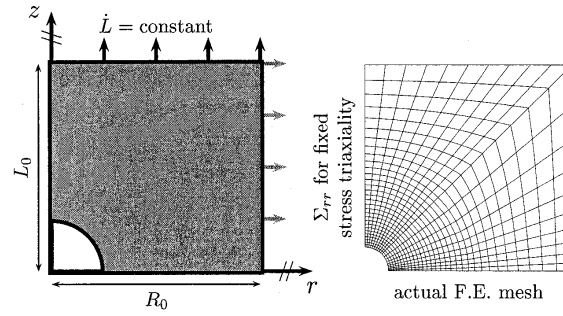 z
L̇ = constant
L₀
R₀
r
Σᵣᵣ for fixed
stress triaxiality
actual F.E. mesh